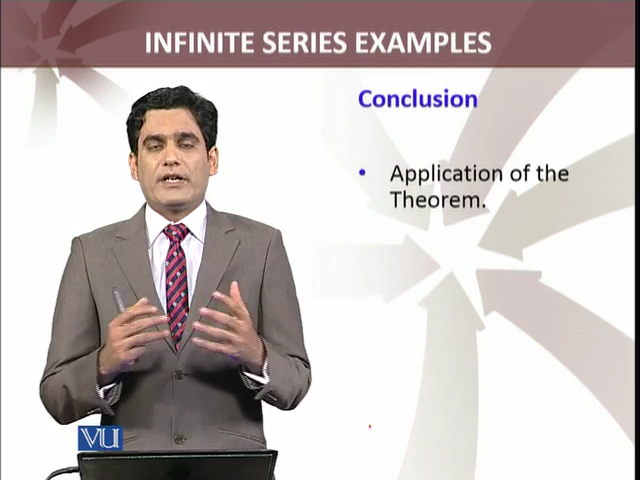 INFINITE SERIES EXAMPLES
Conclusion
• Application of the
Theorem.
VU